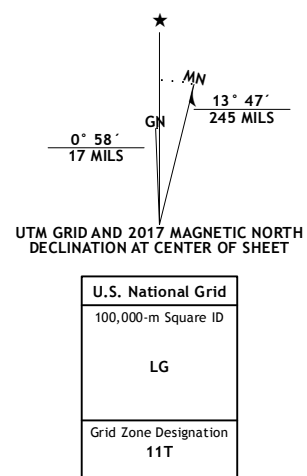 ★
MN
GN
13° 47´
245 MILS
0° 58´
17 MILS
UTM GRID AND 2017 MAGNETIC NORTH
DECLINATION AT CENTER OF SHEET
U.S. National Grid
100,000-m Square ID
LG
Grid Zone Designation
11T